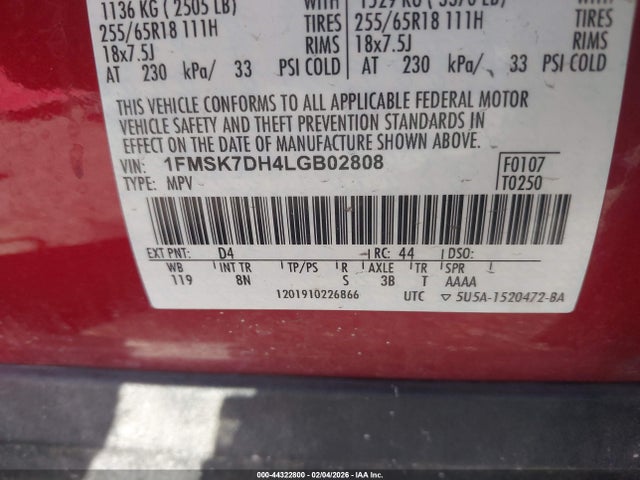 1136 KG ( 2505 LB) WITH 1529 KG ( 3370 LB) WITH
255/65R18 111H TIRES 255/65R18 111H TIRES
18x7.5J RIMS 18x7.5J RIMS
AT 230 kPa/ 33 PSI COLD AT 230 kPa/ 33 PSI COLD
THIS VEHICLE CONFORMS TO ALL APPLICABLE FEDERAL MOTOR
VEHICLE SAFETY AND THEFT PREVENTION STANDARDS IN
EFFECT ON THE DATE OF MANUFACTURE SHOWN ABOVE.
VIN: 1FMSK7DH4LGB02808 F0107
TYPE: MPV T0250
EXT PNT: D4 RC: 44 DSO:
WB INT TR TP/PS R AXLE TR SPR
119 8N S 3B T AAAA
1201910226866 UTC ▽ 5U5A-1520472-BA
000-44322800 - 02/04/2026 - IAA Inc.